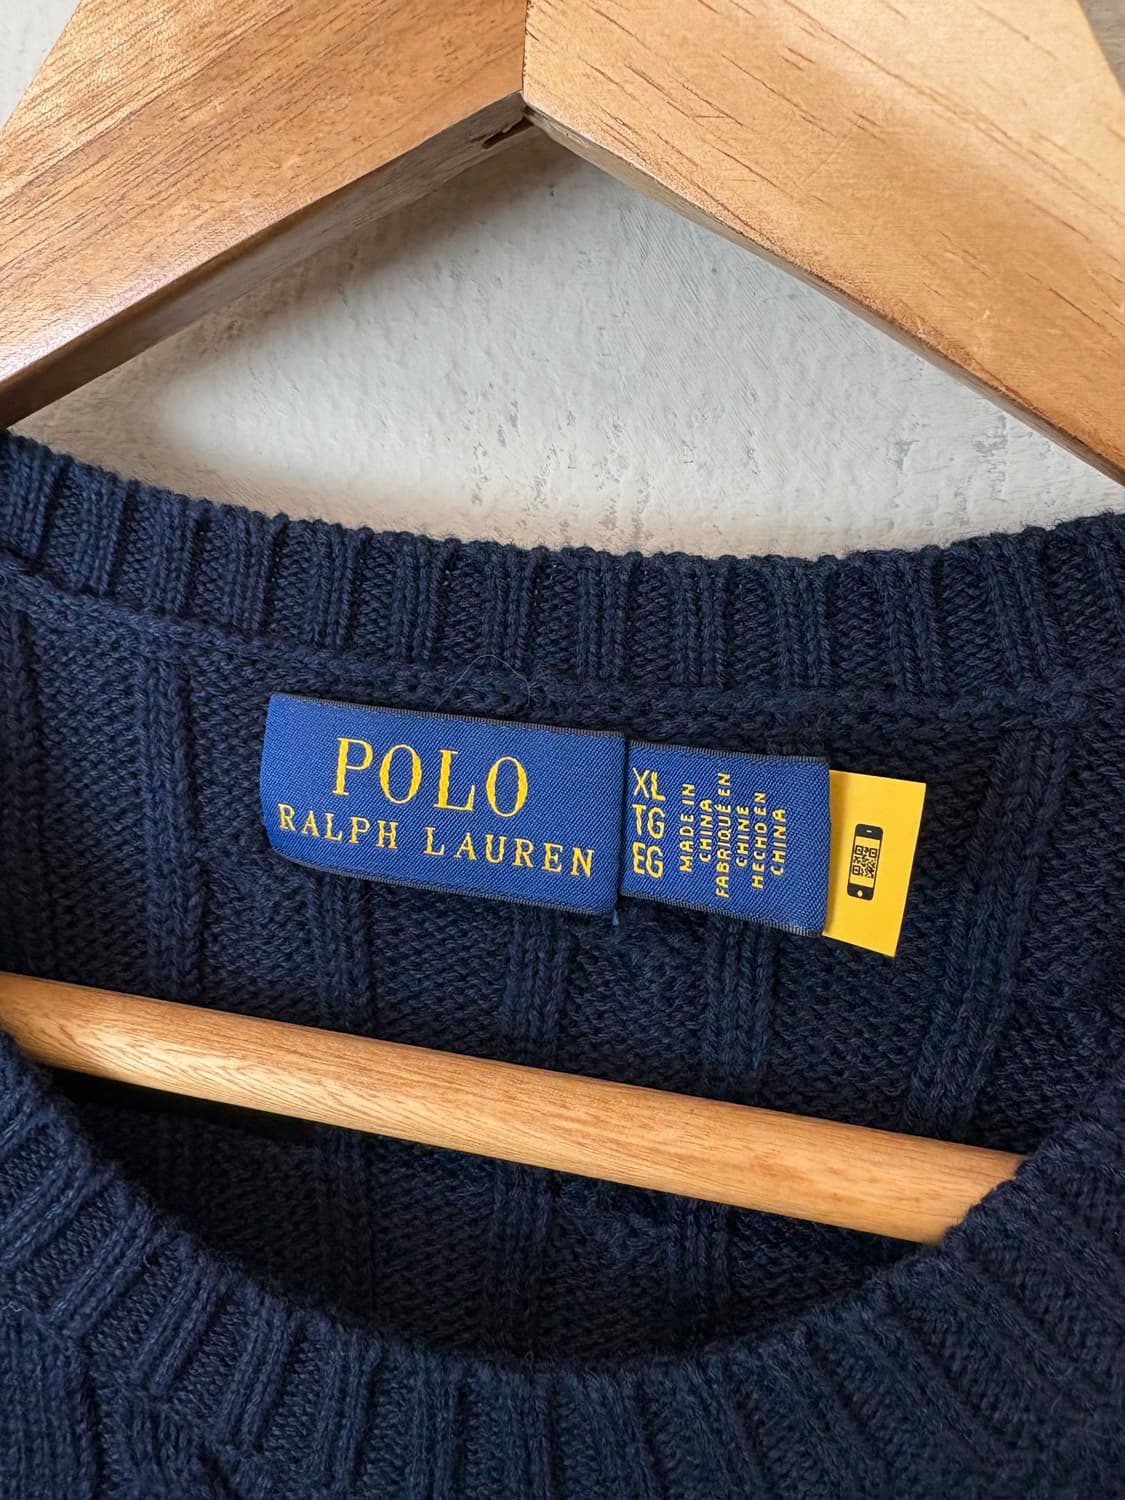 POLO
RALPH LAUREN
XL
TG
EG
MADE IN
CHINA
FABRIQUÉ EN
CHINE
HECHO EN
CHINA